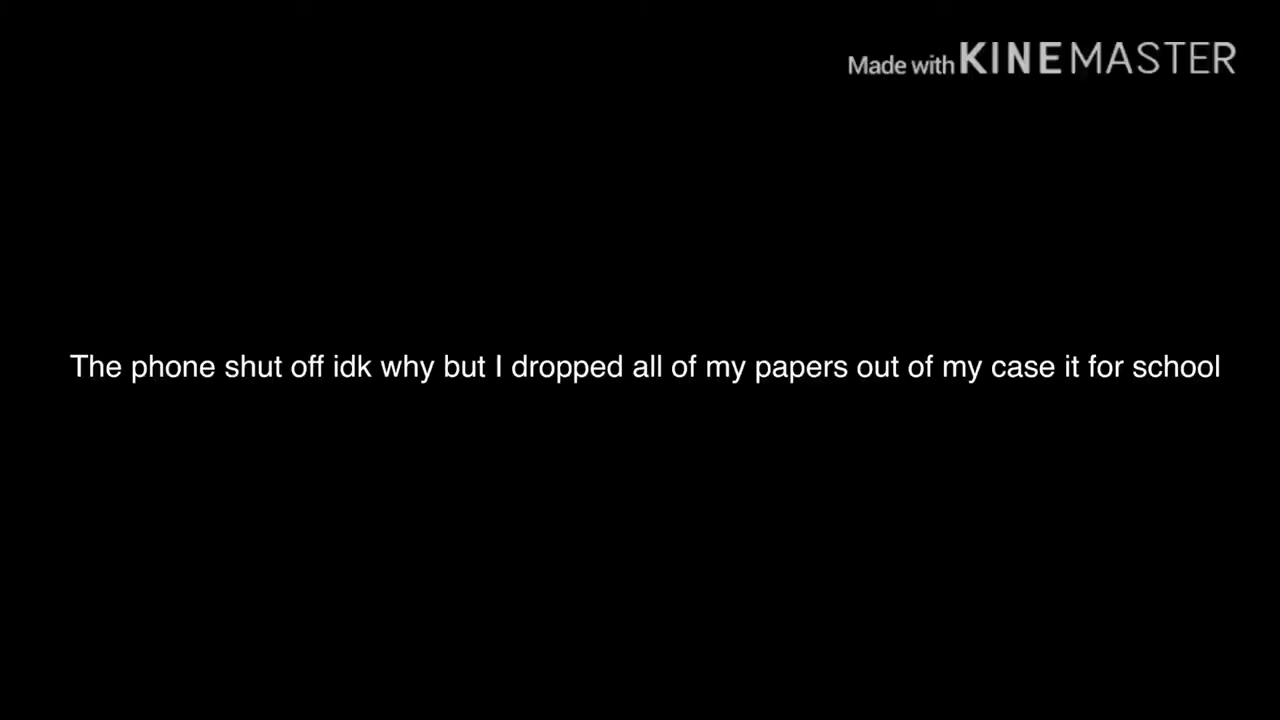 Made with KINEMASTER
The phone shut off idk why but I dropped all of my papers out of my case it for school